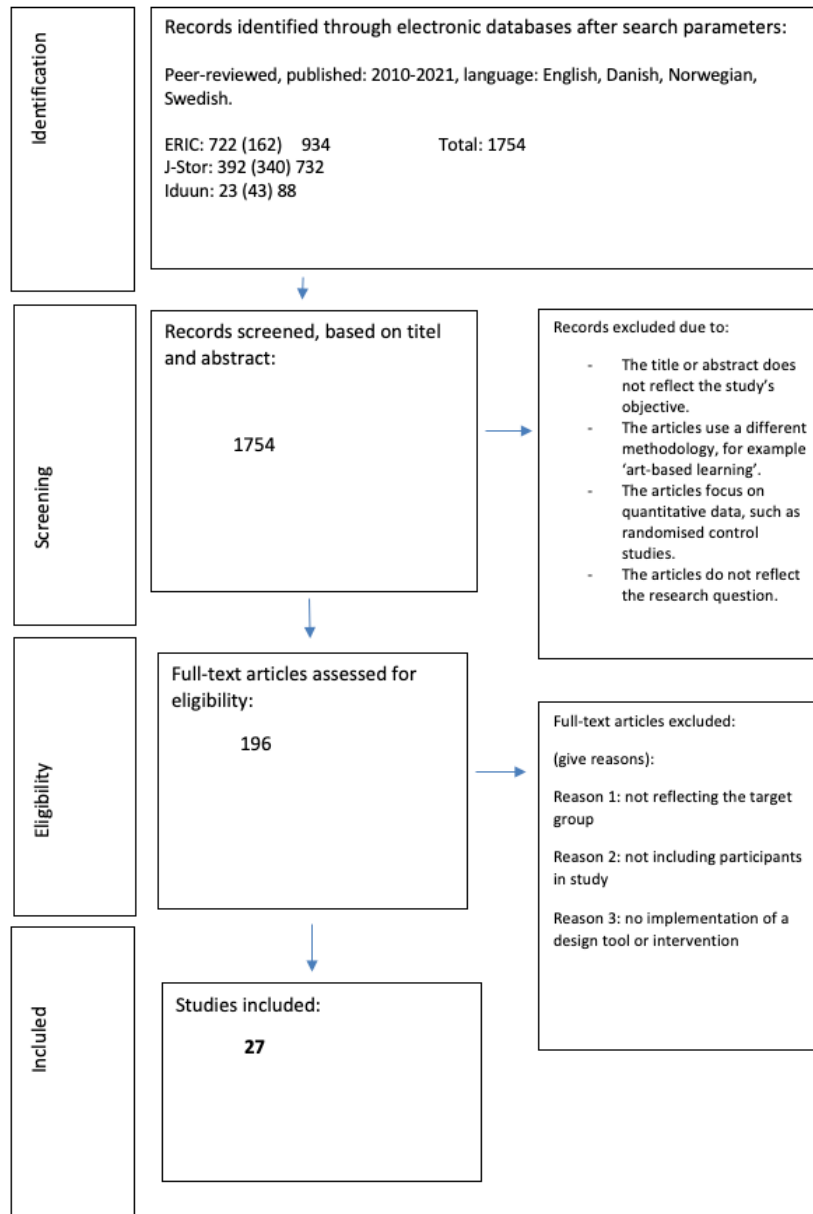 Identification
Records identified through electronic databases after search parameters:
Peer-reviewed, published: 2010-2021, language: English, Danish, Norwegian,
Swedish.
ERIC: 722 (162) 934 Total: 1754
J-Stor: 392 (340) 732
Iduun: 23 (43) 88
Screening
Records screened, based on titel
and abstract:
1754
Records excluded due to:
- The title or abstract does
not reflect the study’s
objective.
- The articles use a different
methodology, for example
‘art-based learning’.
- The articles focus on
quantitative data, such as
randomised control
studies.
- The articles do not reflect
the research question.
Eligibility
Full-text articles assessed for
eligibility:
196
Full-text articles excluded:
(give reasons):
Reason 1: not reflecting the target
group
Reason 2: not including participants
in study
Reason 3: no implementation of a
design tool or intervention
Incluled
Studies included:
27